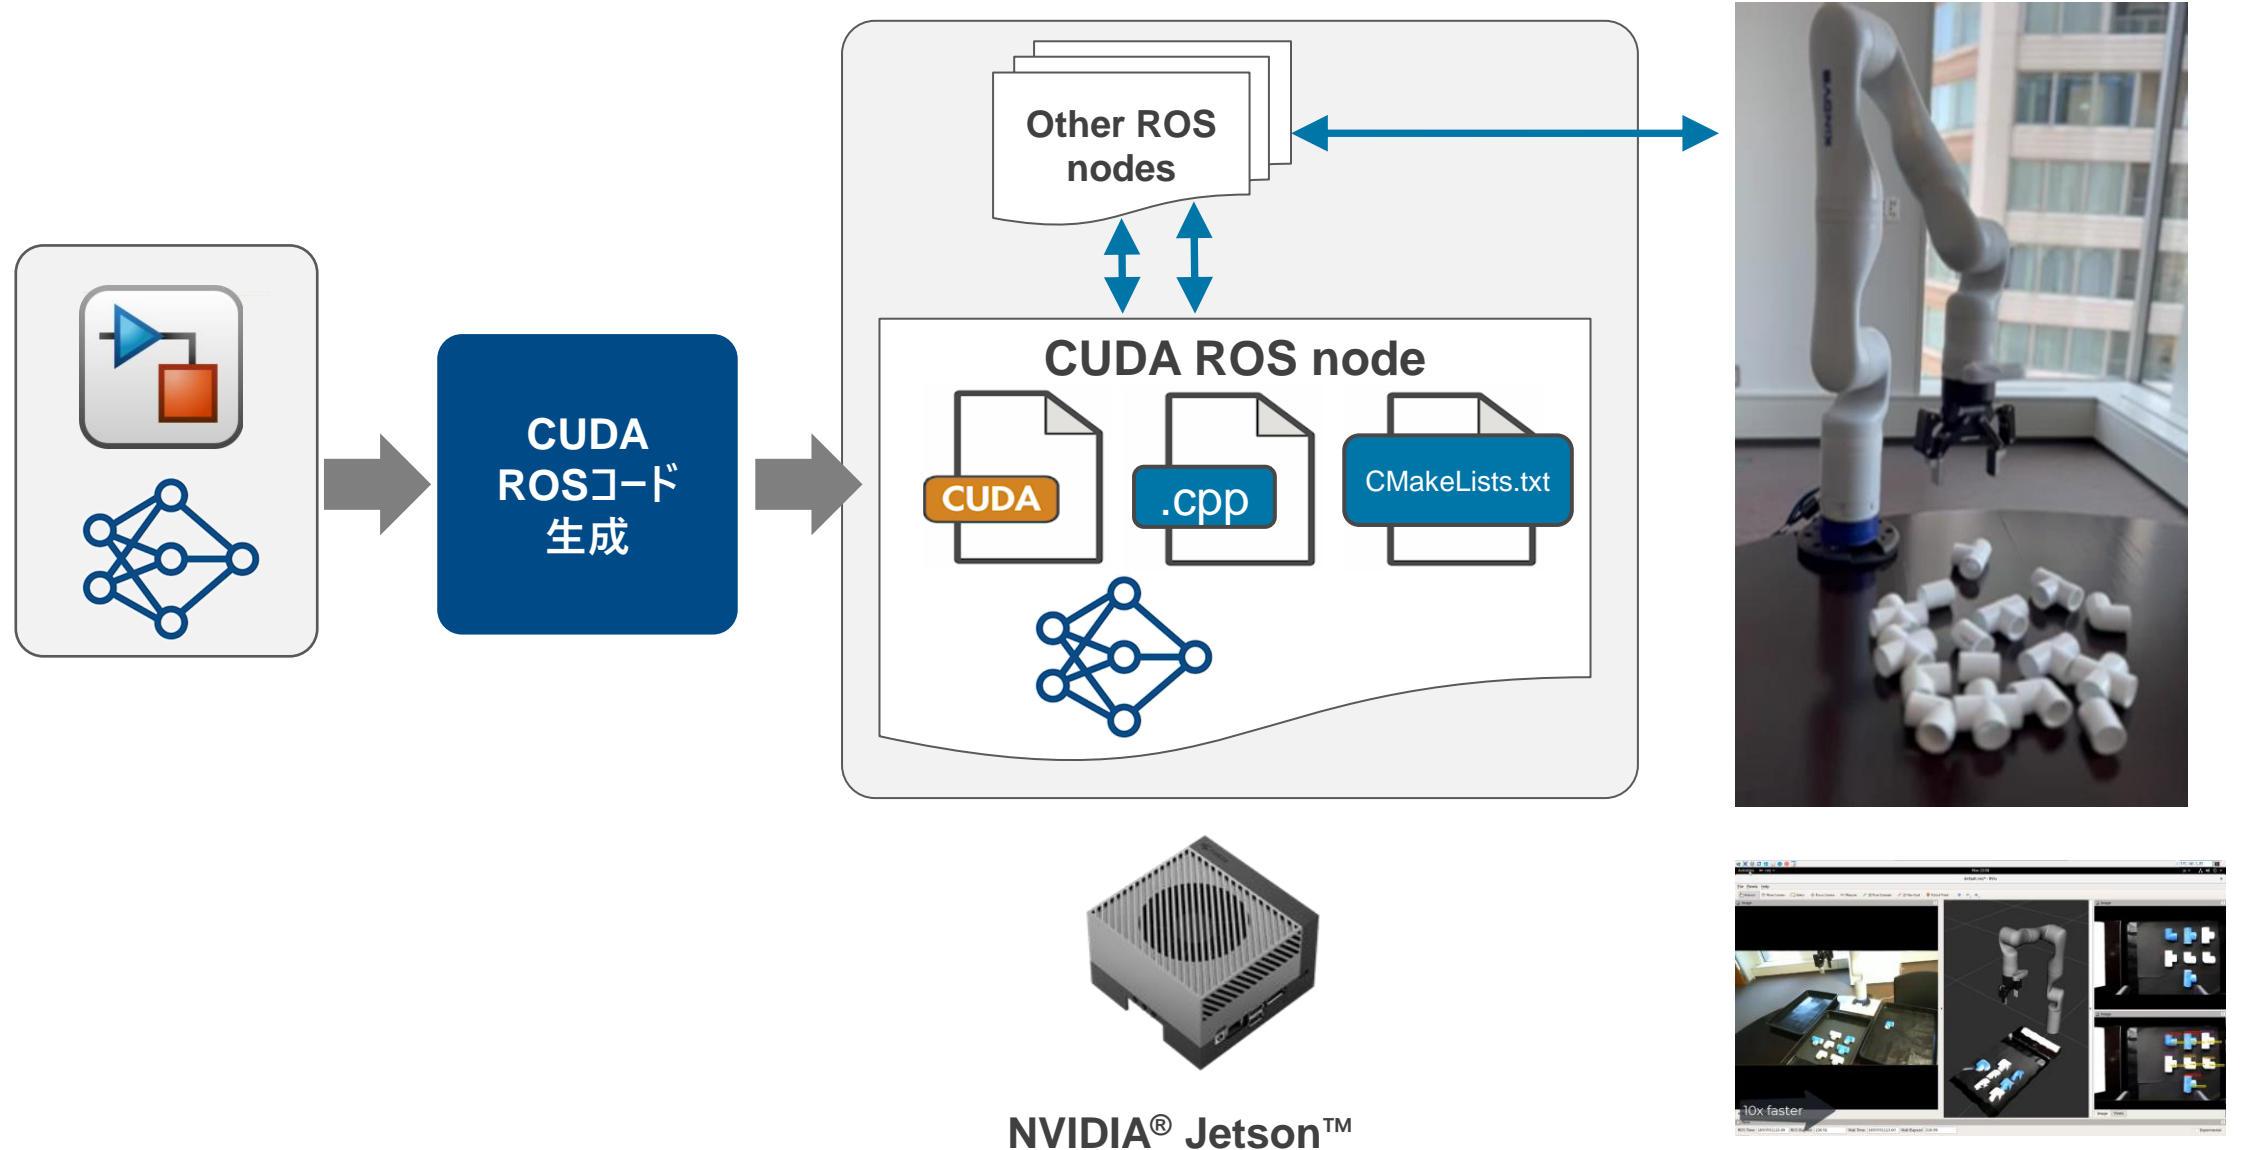 Other ROS
nodes
CUDA ROS node
CUDA
.cpp
CMakeLists.txt
CUDA
ROSコード
生成
KINOVA
NVIDIA® Jetson™
10x faster